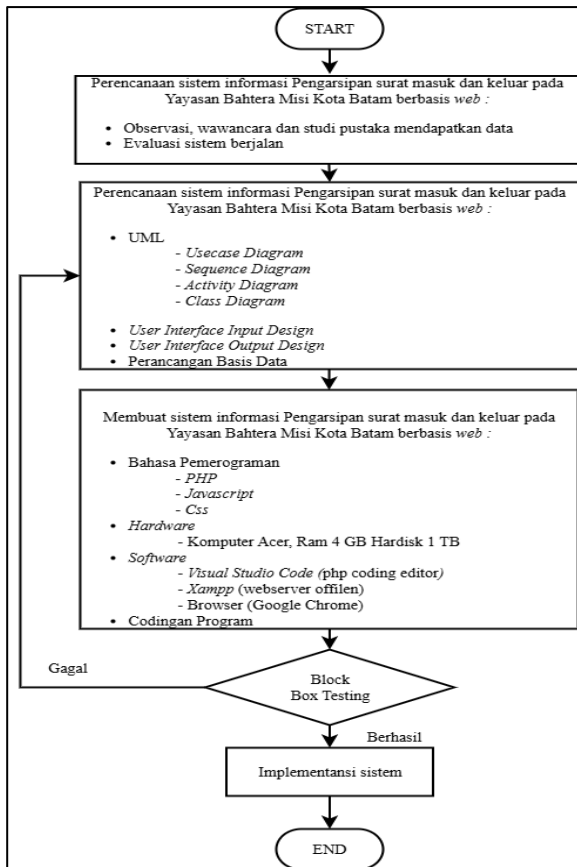 START
Perencanaan sistem informasi Pengarsipan surat masuk dan keluar pada
Yayasan Bahtera Misi Kota Batam berbasis web :
• Observasi, wawancara dan studi pustaka mendapatkan data
• Evaluasi sistem berjalan
Perencanaan sistem informasi Pengarsipan surat masuk dan keluar pada
Yayasan Bahtera Misi Kota Batam berbasis web :
• UML
- Usecase Diagram
- Sequence Diagram
- Activity Diagram
- Class Diagram
• User Interface Input Design
• User Interface Output Design
• Perancangan Basis Data
Membuat sistem informasi Pengarsipan surat masuk dan keluar pada
Yayasan Bahtera Misi Kota Batam berbasis web :
• Bahasa Pemerograman
- PHP
- Javascript
- Css
• Hardware
- Komputer Acer, Ram 4 GB Hardisk 1 TB
• Software
- Visual Studio Code (php coding editor)
- Xampp (webserver offilen)
- Browser (Google Chrome)
• Codingan Program
Gagal
Block
Box Testing
Berhasil
Implementansi sistem
END